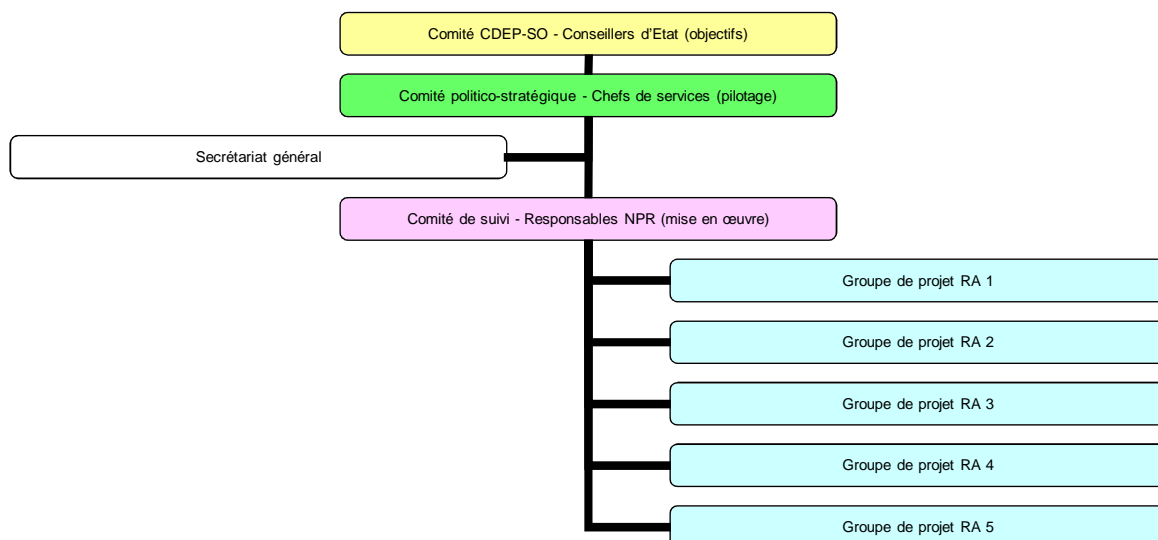 Comité CDEP-SO - Conseillers d'Etat (objectifs)
Comité politico-stratégique - Chefs de services (pilotage)
Secrétariat général
Comité de suivi - Responsables NPR (mise en œuvre)
Groupe de projet RA 1
Groupe de projet RA 2
Groupe de projet RA 3
Groupe de projet RA 4
Groupe de projet RA 5